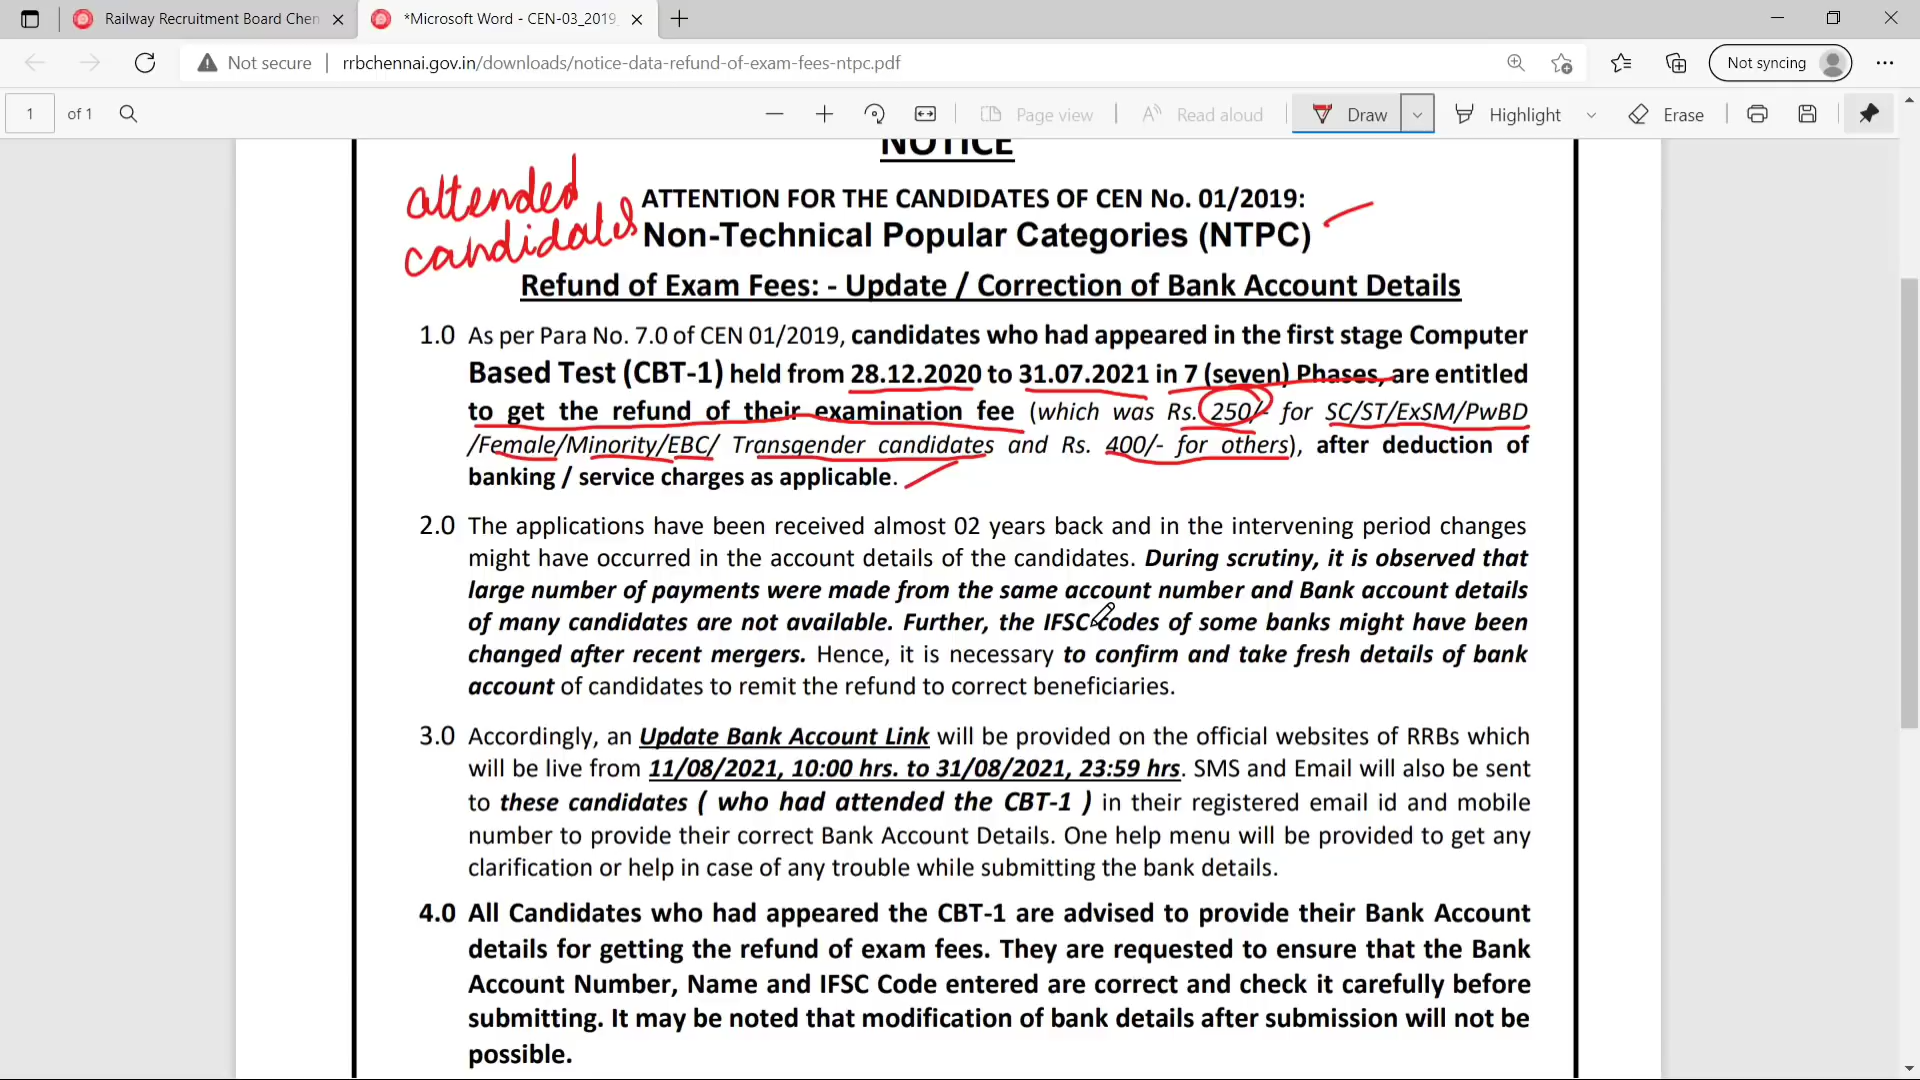 Railway Recruitment Board Chen
*Microsoft Word - CEN-03_2019_
Not secure
rrbchennai.gov.in/downloads/notice-data-refund-of-exam-fees-ntpc.pdf
Not syncing
1 of 1
Page view
Read aloud
Draw
Highlight
Erase
NOTICE
attended
candidates
ATTENTION FOR THE CANDIDATES OF CEN No. 01/2019:
Non-Technical Popular Categories (NTPC)
Refund of Exam Fees: - Update / Correction of Bank Account Details
1.0 As per Para No. 7.0 of CEN 01/2019, candidates who had appeared in the first stage Computer
Based Test (CBT-1) held from 28.12.2020 to 31.07.2021 in 7 (seven) Phases, are entitled
to get the refund of their examination fee (which was Rs. 250/- for SC/ST/ExSM/PwBD
/Female/Minority/EBC/ Transgender candidates and Rs. 400/- for others), after deduction of
banking / service charges as applicable.
2.0 The applications have been received almost 02 years back and in the intervening period changes
might have occurred in the account details of the candidates. During scrutiny, it is observed that
large number of payments were made from the same account number and Bank account details
of many candidates are not available. Further, the IFSC codes of some banks might have been
changed after recent mergers. Hence, it is necessary to confirm and take fresh details of bank
account of candidates to remit the refund to correct beneficiaries.
3.0 Accordingly, an Update Bank Account Link will be provided on the official websites of RRBs which
will be live from 11/08/2021, 10:00 hrs. to 31/08/2021, 23:59 hrs. SMS and Email will also be sent
to these candidates ( who had attended the CBT-1 ) in their registered email id and mobile
number to provide their correct Bank Account Details. One help menu will be provided to get any
clarification or help in case of any trouble while submitting the bank details.
4.0 All Candidates who had appeared the CBT-1 are advised to provide their Bank Account
details for getting the refund of exam fees. They are requested to ensure that the Bank
Account Number, Name and IFSC Code entered are correct and check it carefully before
submitting. It may be noted that modification of bank details after submission will not be
possible.